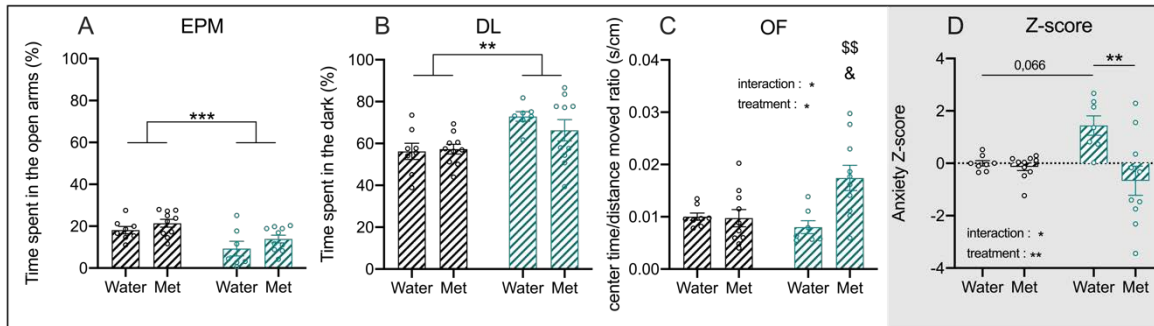 A EPM
Time spent in the open arms (%)
100
80
60
40
20
0
***
Water Met Water Met
B DL
Time spent in the dark (%)
100
80
60
40
20
0
**
Water Met Water Met
C OF
center time/distance moved ratio (s/cm)
0.04
0.03
0.02
0.01
0.00
interaction : *
treatment : *
$$
&
Water Met Water Met
D Z-score
Anxiety Z-score
4
2
0
-2
-4
0,066
**
interaction : *
treatment : **
Water Met Water Met